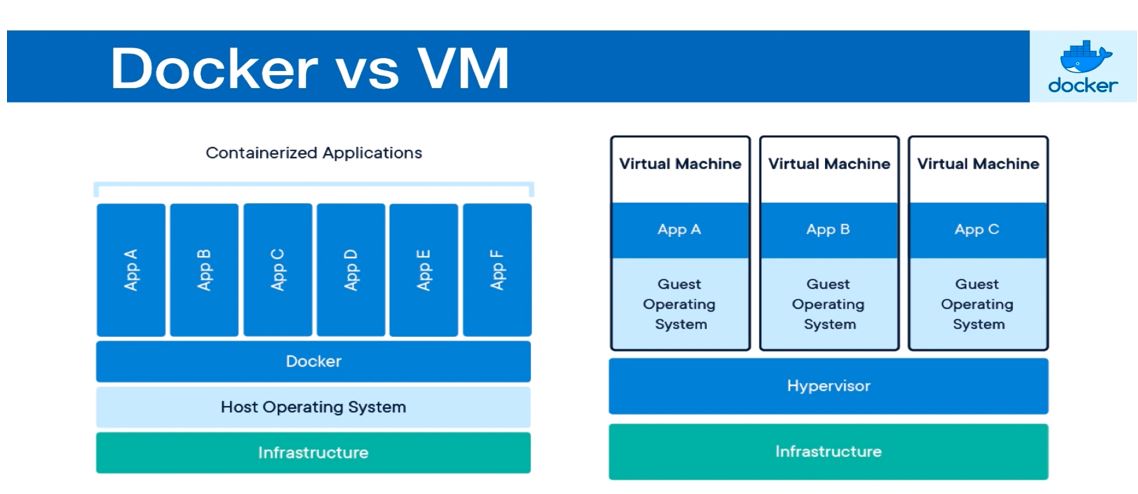 Docker vs VM
docker
Containerized Applications
App A
App B
App C
App D
App E
App F
Docker
Host Operating System
Infrastructure
Virtual Machine
App A
Guest
Operating
System
Virtual Machine
App B
Guest
Operating
System
Virtual Machine
App C
Guest
Operating
System
Hypervisor
Infrastructure